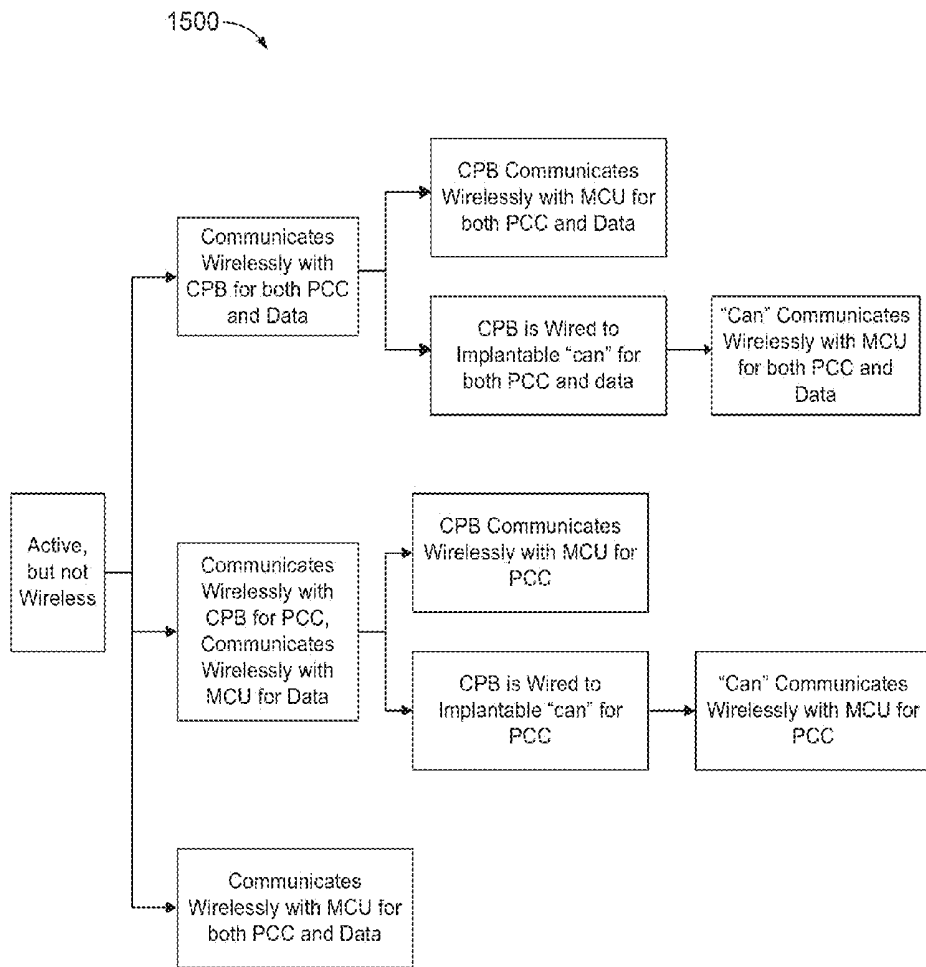 1500
CPB Communicates
Wirelessly with MCU for
both PCC and Data
Communicates
Wirelessly with
CPB for both PCC
and Data
CPB is Wired to
Implantable “can” for
both PCC and data
“Can” Communicates
Wirelessly with MCU
for both PCC and
Data
Active,
but not
Wireless
Communicates
Wirelessly with
CPB for PCC,
Communicates
Wirelessly with
MCU for Data
CPB Communicates
Wirelessly with MCU for
PCC
CPB is Wired to
Implantable “can” for
PCC
“Can” Communicates
Wirelessly with MCU for
PCC
Communicates
Wirelessly with MCU for
both PCC and Data